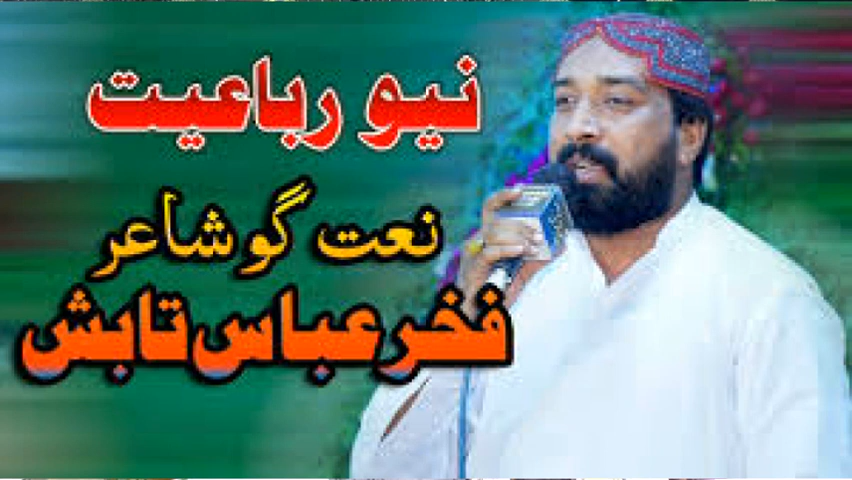 نیو رباعیت
نعت گو شاعر
فخر عباس تابش